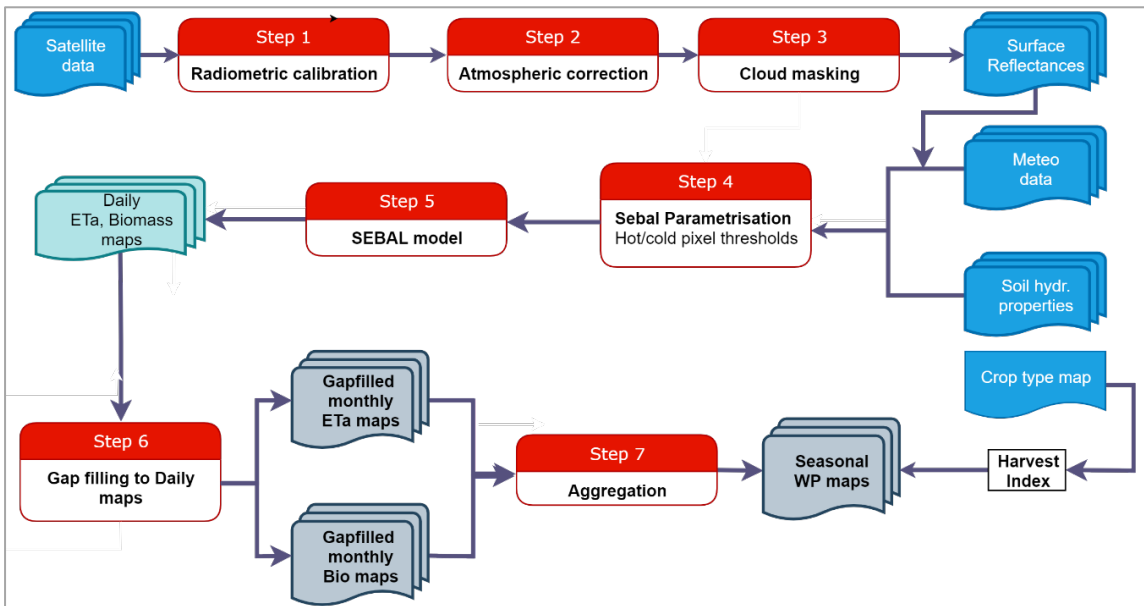 Satellite
data
Step 1
Radiometric calibration
Step 2
Atmospheric correction
Step 3
Cloud masking
Surface
Reflectances
Meteo
data
Step 4
Sebal Parametrisation
Hot/cold pixel thresholds
Step 5
SEBAL model
Daily
ETa, Biomass
maps
Soil hydr.
properties
Crop type map
Gapfilled
monthly
ETa maps
Step 6
Gap filling to Daily
maps
Step 7
Aggregation
Seasonal
WP maps
Harvest
Index
Gapfilled
monthly
Bio maps